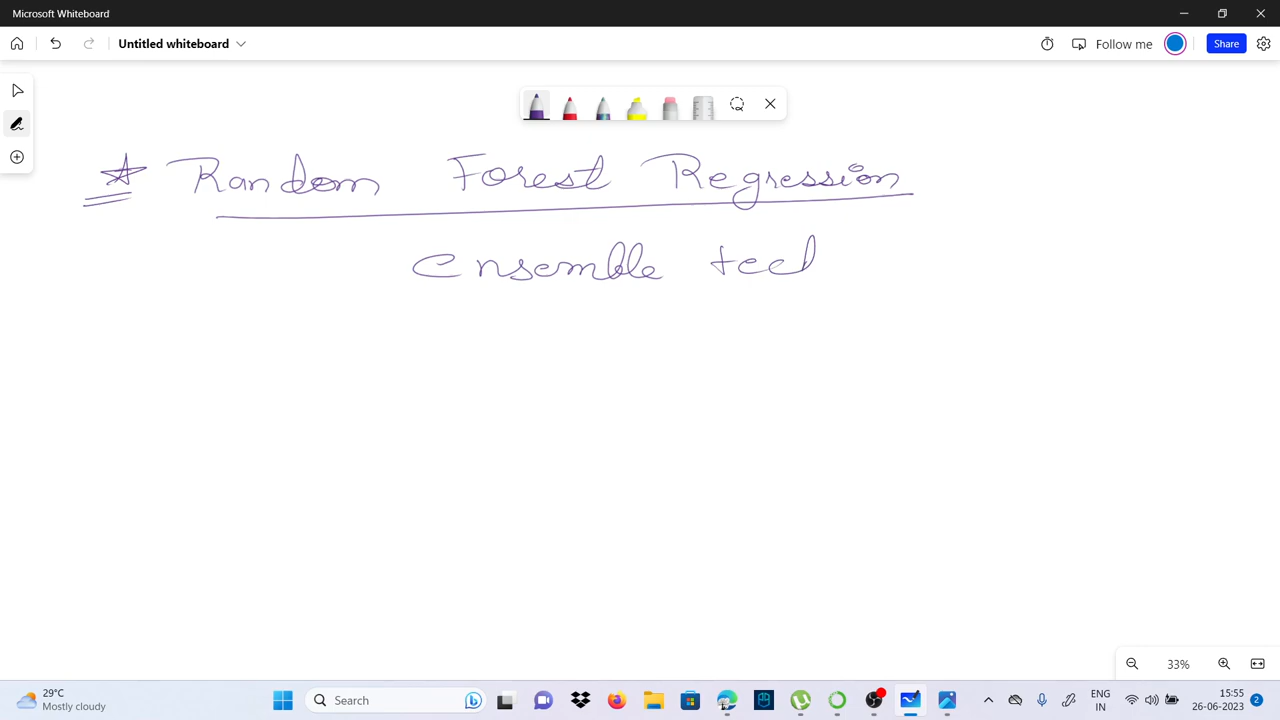 Microsoft Whiteboard
Untitled whiteboard
Follow me
Share
* Random Forest Regression
ensemble tech
33%
29°C
Mostly cloudy
Search
ENG
IN
15:55
26-06-2023
2